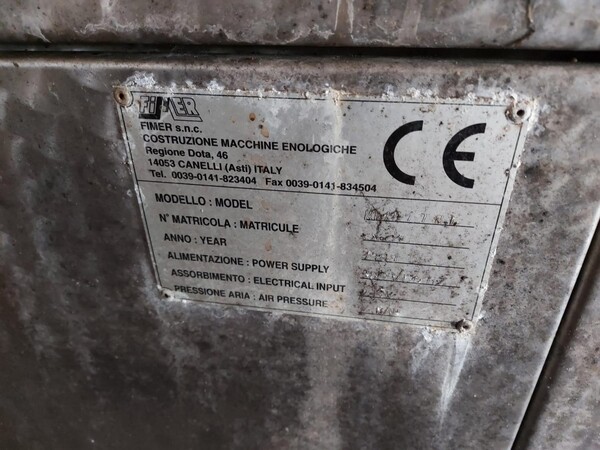 FIMER
FIMER s.n.c.
COSTRUZIONE MACCHINE ENOLOGICHE
Regione Dota, 46
14053 CANELLI (Asti) ITALY
Tel. 0039-0141-823404 Fax 0039-0141-834504
CE
MODELLO : MODEL
N° MATRICOLA : MATRICULE
ANNO : YEAR
ALIMENTAZIONE : POWER SUPPLY
ASSORBIMENTO : ELECTRICAL INPUT
PRESSIONE ARIA : AIR PRESSURE